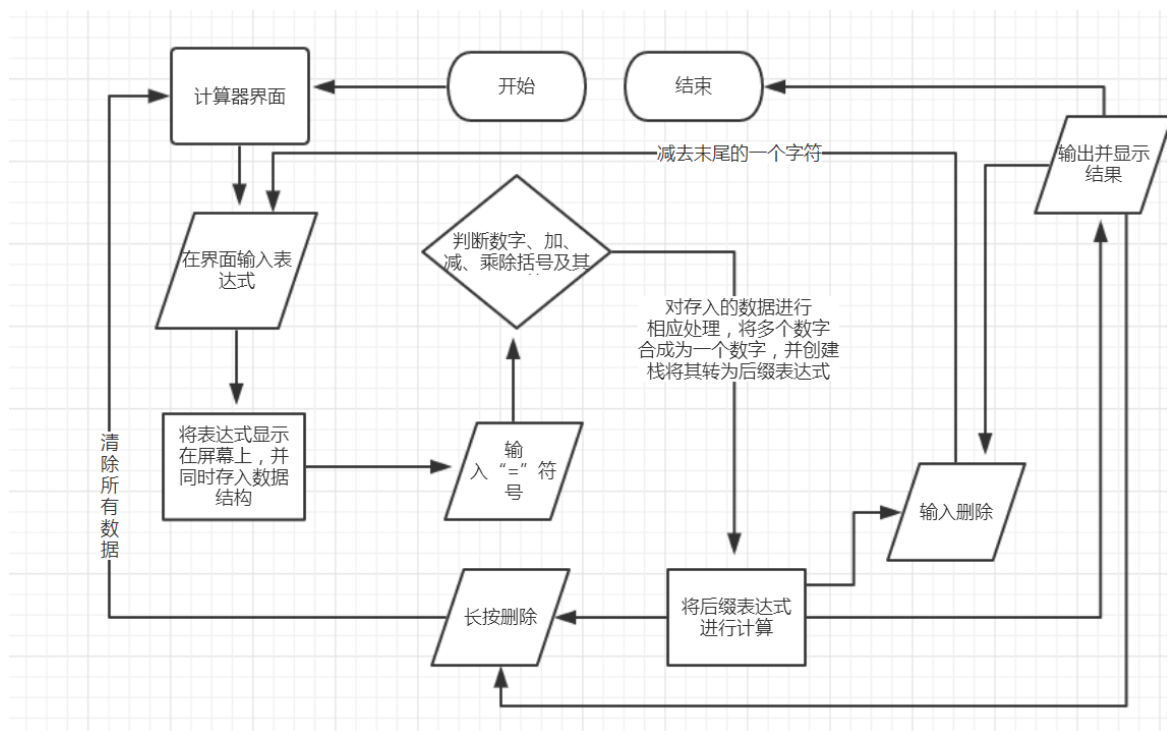 开始
结束
计算器界面
减去末尾的一个字符
输出并显示
结果
在界面输入表
达式
判断数字、加、
减、乘除括号及其
对存入的数据进行
相应处理，将多个数字
合成为一个数字，并创建
栈将其转为后缀表达式
将表达式显示
在屏幕上，并
同时存入数据
结构
输
入“=”符
号
清
除
所
有
数
据
输入删除
长按删除
将后缀表达式
进行计算